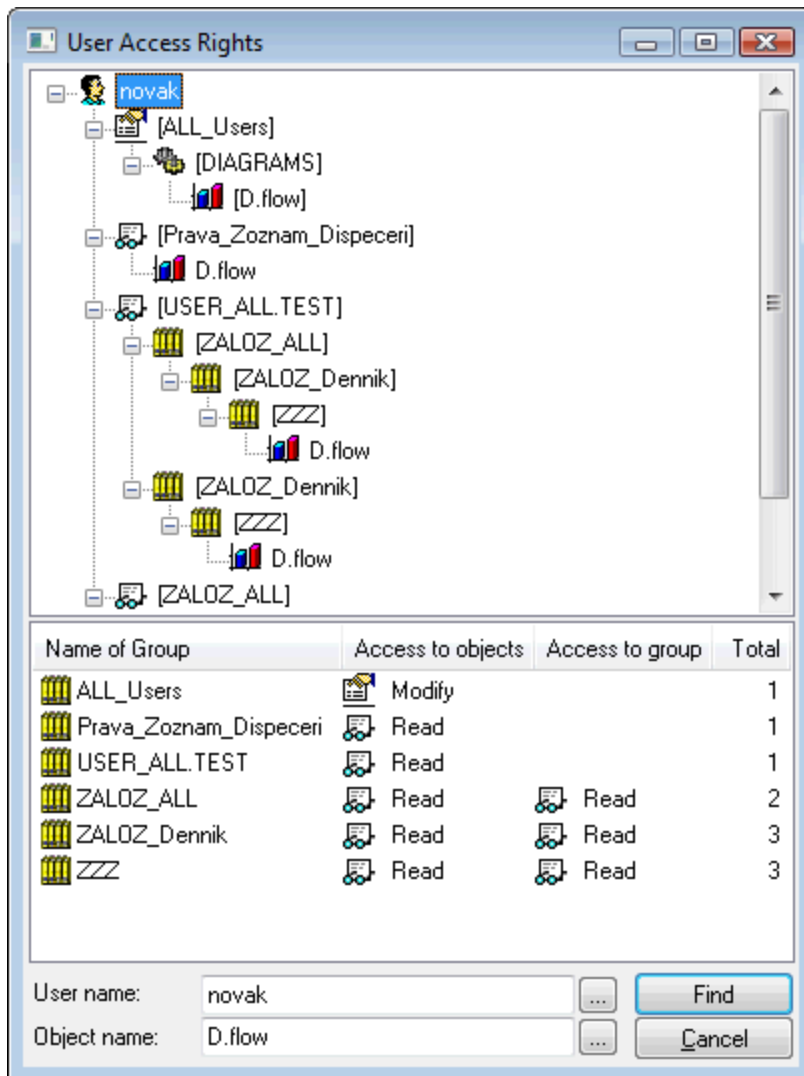 User Access Rights
novak
[ALL_Users]
[DIAGRAMS]
[D.flow]
[Prava_Zoznam_Dispeceri]
D.flow
[USER_ALL.TEST]
[ZALOZ_ALL]
[ZALOZ_Dennik]
[ZZZ]
D.flow
[ZALOZ_Dennik]
[ZZZ]
D.flow
[ZALOZ_ALL]
Name of Group Access to objects Access to group Total
ALL_Users Modify 1
Prava_Zoznam_Dispeceri Read 1
USER_ALL.TEST Read 1
ZALOZ_ALL Read Read 2
ZALOZ_Dennik Read Read 3
ZZZ Read Read 3
User name: novak ... Find
Object name: D.flow ... Cancel